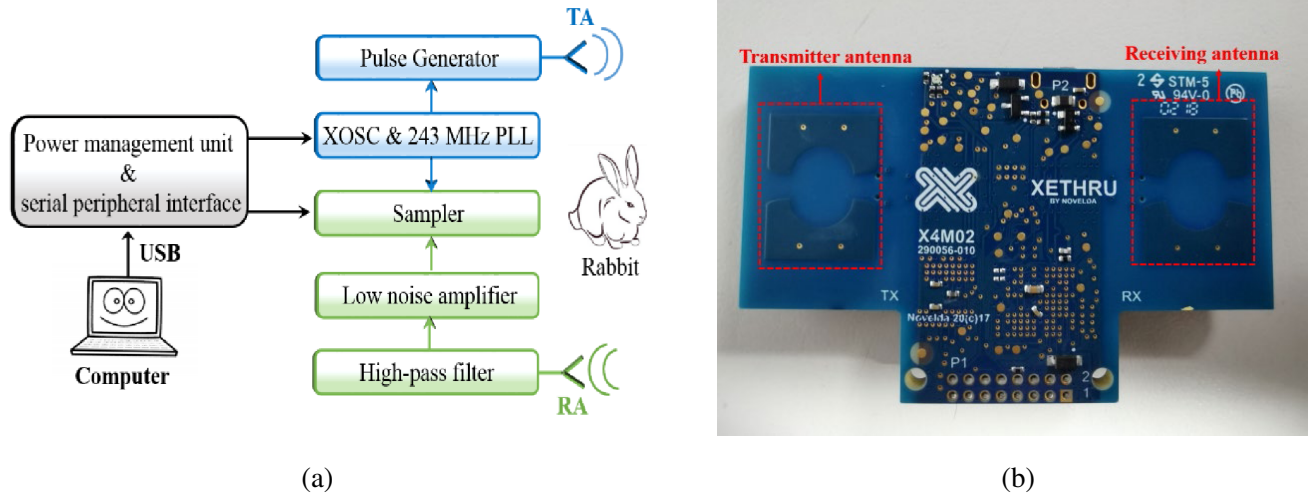 TA
Pulse Generator
XOSC & 243 MHz PLL
Power management unit
&
serial peripheral interface
Sampler
Rabbit
USB
Low noise amplifier
Computer
High-pass filter
RA
(a)
Transmitter antenna
Receiving antenna
P2
2 STM-5
94V-0
0218
XETHRU
BY NOVELDA
X4M02
290056-010
TX
RX
Novelda 20(c)17
P1
2
1
(b)